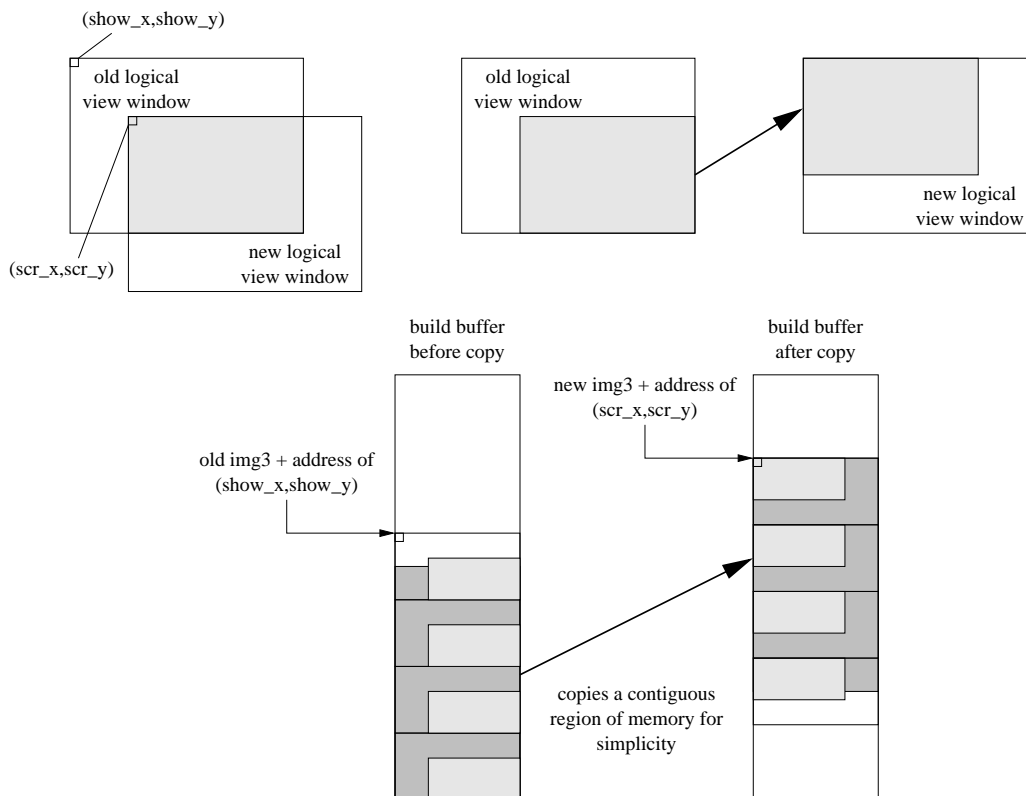 (show_x,show_y)
old logical
view window
new logical
view window
(scr_x,scr_y)
old logical
view window
new logical
view window
build buffer
before copy
build buffer
after copy
new img3 + address of
(scr_x,scr_y)
old img3 + address of
(show_x,show_y)
copies a contiguous
region of memory for
simplicity